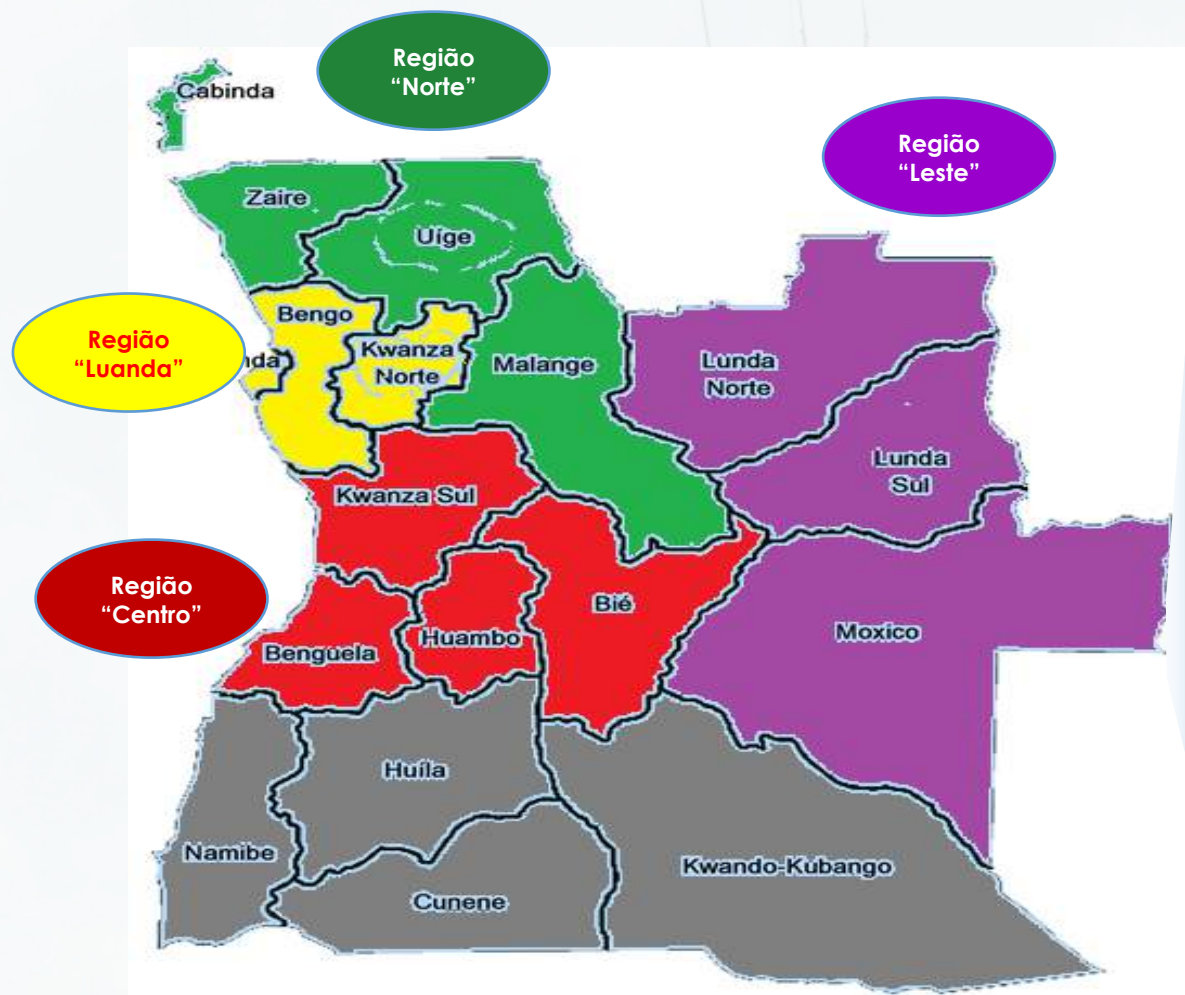 Região
“Norte”
Cabinda
Região
“Leste”
Zaire
Uíge
Bengo
Região
“Luanda”
nda
Kwanza
Norte
Malange
Lunda
Norte
Lunda
Sul
Kwanza Sul
Região
“Centro”
Bié
Benguela
Huambo
Moxico
Huíla
Namibe
Kwando-Kubango
Cunene